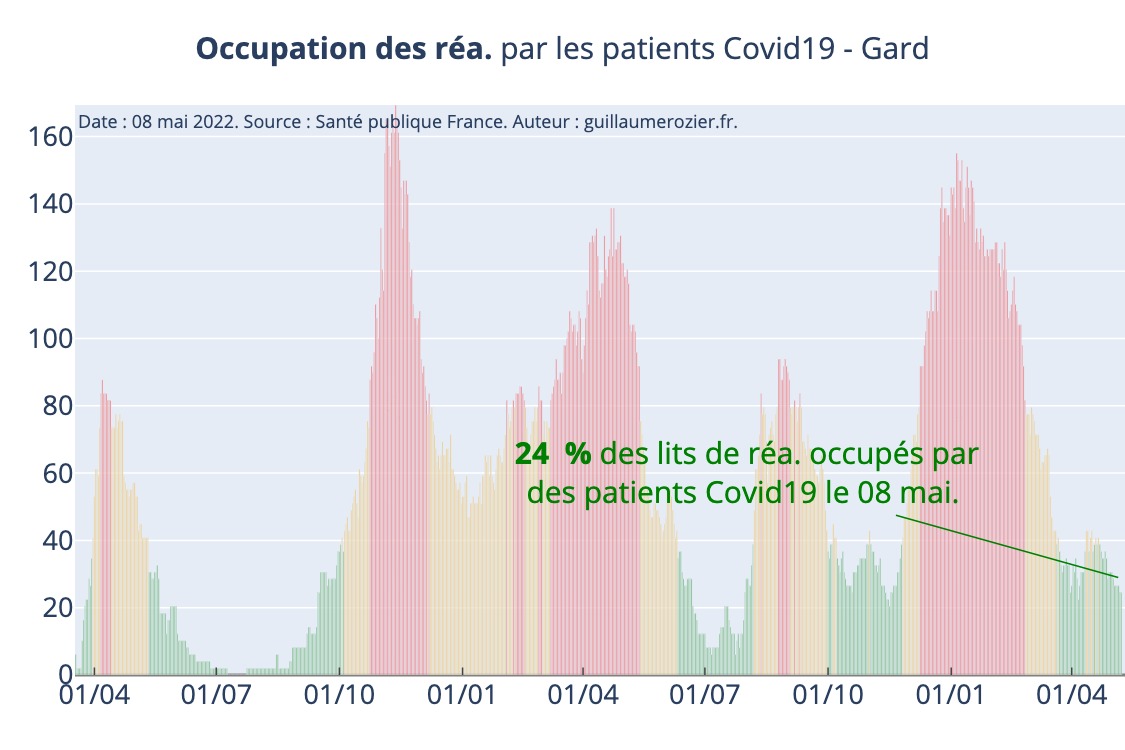 Occupation des réa. par les patients Covid19 - Gard
Date : 08 mai 2022. Source : Santé publique France. Auteur : guillaumerozier.fr.
160
140
120
100
80
60
40
20
0
24 % des lits de réa. occupés par
des patients Covid19 le 08 mai.
01/04 01/07 01/10 01/01 01/04 01/07 01/10 01/01 01/04